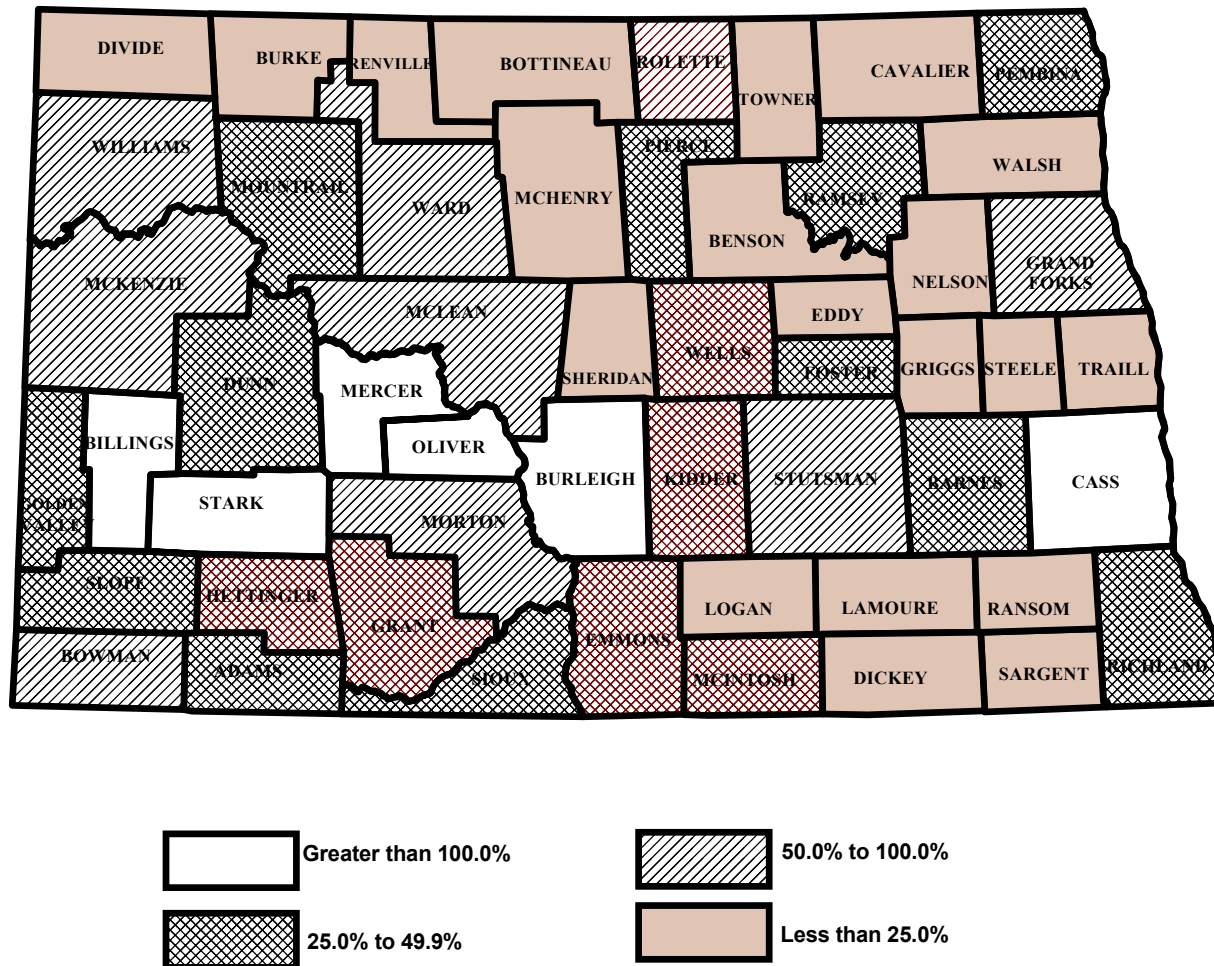 DIVIDE
BURKE
RENVILLE
BOTTINEAU
ROLETTE
TOWNER
CAVALIER
PEMBINA
WILLIAMS
MOUNTRAIL
WARD
MCHENRY
PIERCE
BENSON
RAMSEY
WALSH
MCKENZIE
MCLEAN
NELSON
GRAND
FORKS
DUNN
MERCER
OLIVER
SHERIDAN
WELLS
EDDY
FOSTER
GRIGGS
STEELE
TRAILL
GOLDEN
VALLEY
BILLINGS
STARK
MORTON
BURLEIGH
KIDDER
STUTSMAN
BARNES
CASS
SLOPE
HETTINGER
GRANT
EMMONS
LOGAN
LAMOURE
RANSOM
RICHLAND
BOWMAN
ADAMS
SIOUX
MCINTOSH
DICKEY
SARGENT
Greater than 100.0%
50.0% to 100.0%
25.0% to 49.9%
Less than 25.0%